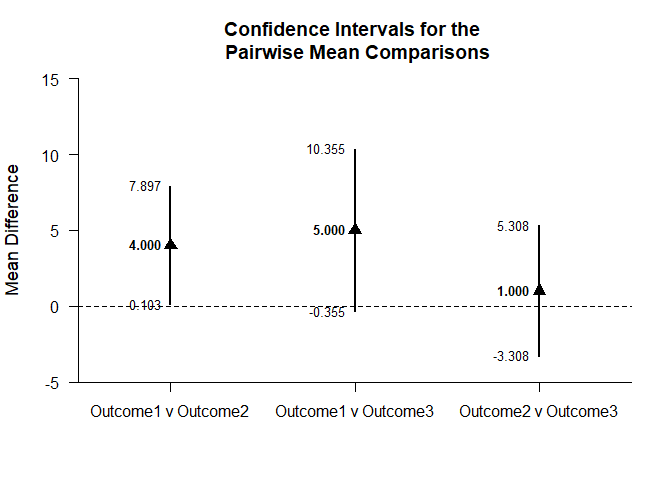 Confidence Intervals for the
Pairwise Mean Comparisons
Mean Difference
15
10
5
0
-5
7.897
4.000
0.103
10.355
5.000
-0.355
5.308
1.000
-3.308
Outcome1 v Outcome2
Outcome1 v Outcome3
Outcome2 v Outcome3